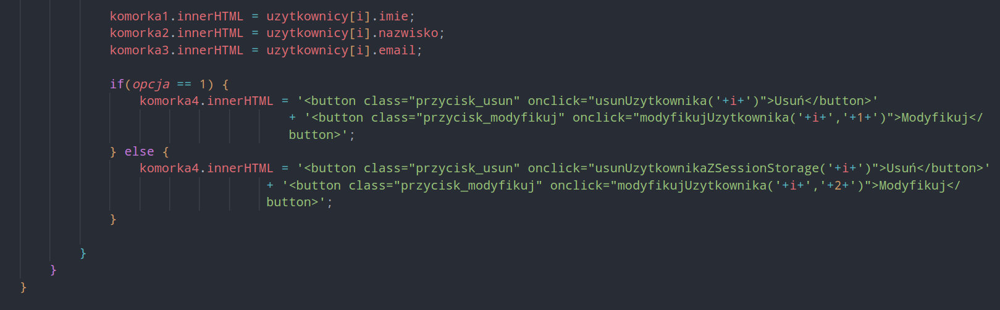 komorka1.innerHTML = uzytkownicy[i].imie;
komorka2.innerHTML = uzytkownicy[i].nazwisko;
komorka3.innerHTML = uzytkownicy[i].email;
if(opcja == 1) {
komorka4.innerHTML = '<button class="przycisk_usun" onclick="usunUzytkownika('+i+')">Usuń</button>'
+ '<button class="przycisk_modyfikuj" onclick="modyfikujUzytkownika('+i+','+1+')">Modyfikuj</
button>';
} else {
komorka4.innerHTML = '<button class="przycisk_usun" onclick="usunUzytkownikaZSessionStorage('+i+')">Usuń</button>'
+ '<button class="przycisk_modyfikuj" onclick="modyfikujUzytkownika('+i+','+2+')">Modyfikuj</
button>';
}
}
}
}